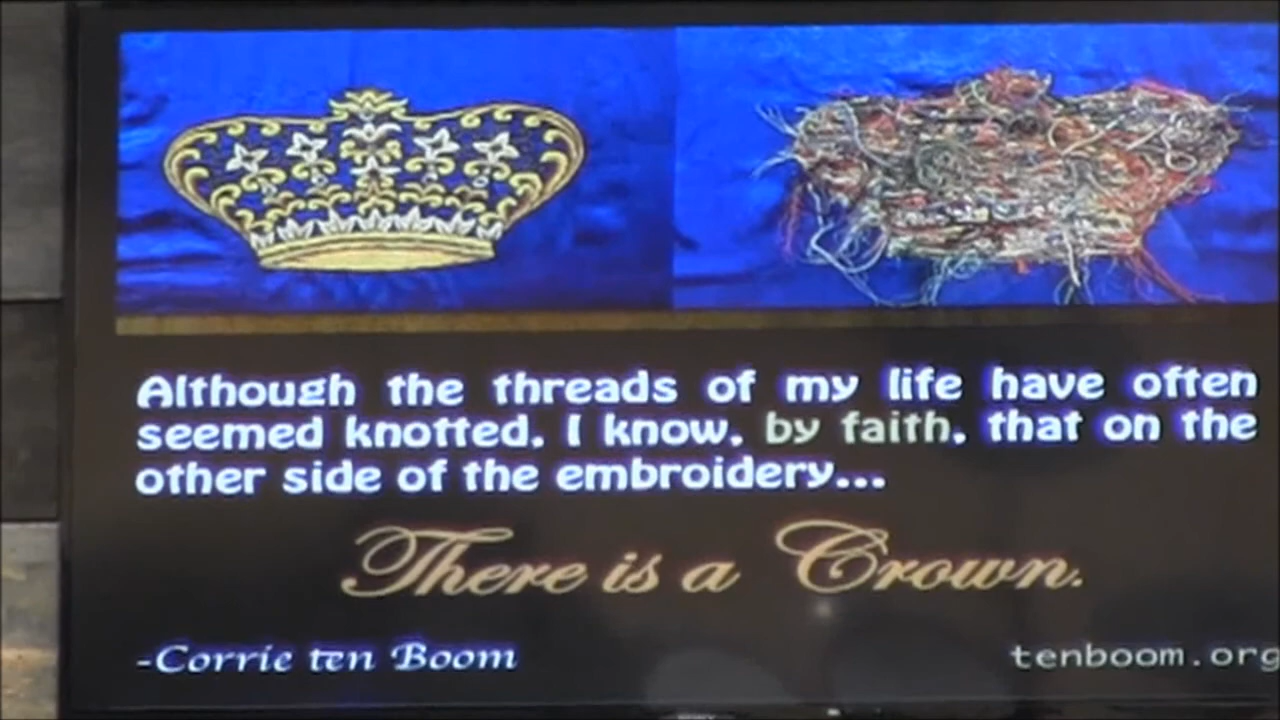 Although the threads of my life have often
seemed knotted, I know, by faith, that on the
other side of the embroidery...
There is a Crown.
-Corrie ten Boom
tenboom.org